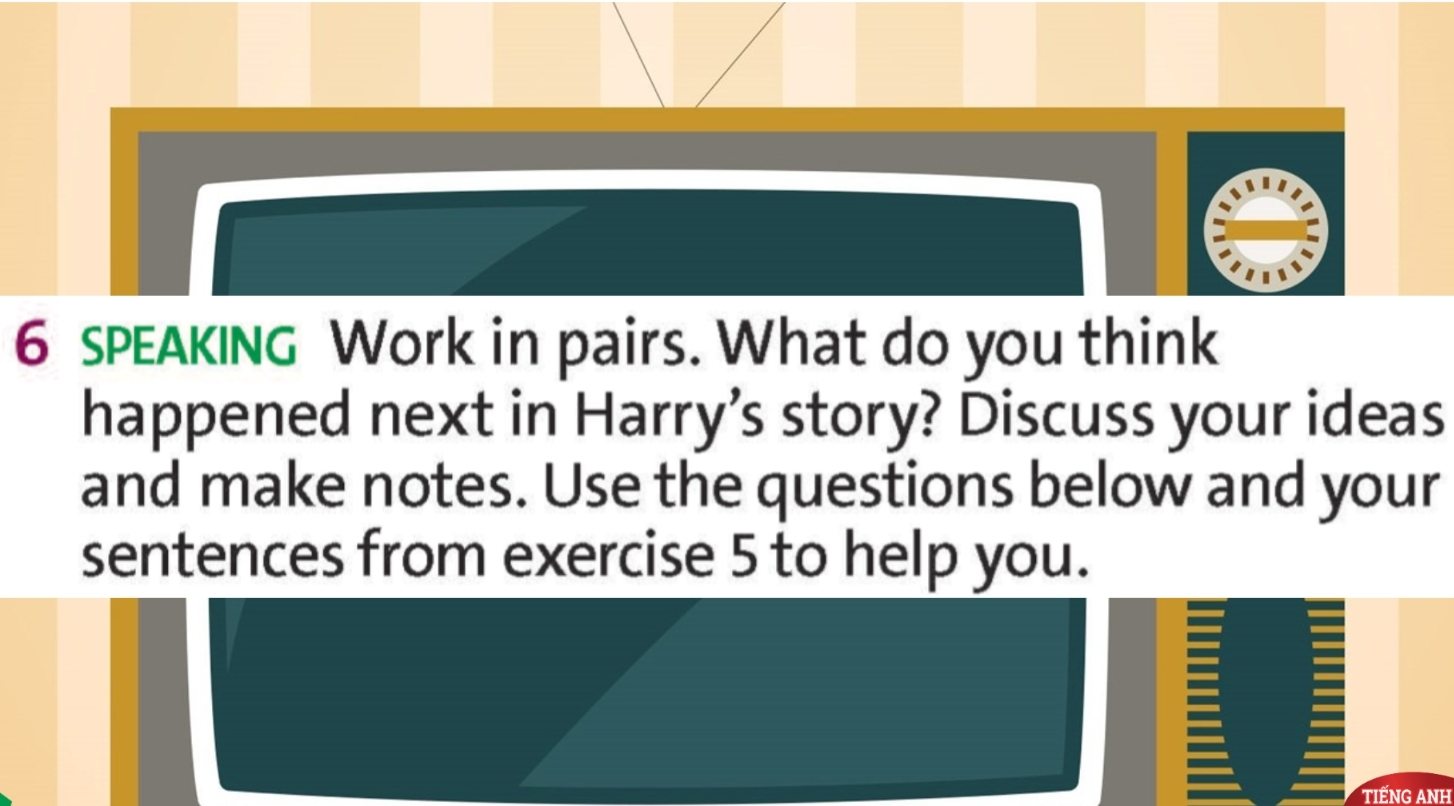 6 SPEAKING Work in pairs. What do you think
happened next in Harry’s story? Discuss your ideas
and make notes. Use the questions below and your
sentences from exercise 5 to help you.
TIẾNG ANH